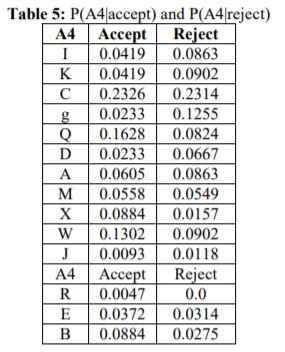 Table 5: P(A4|accept) and P(A4|reject)
A4 Accept Reject
I 0.0419 0.0863
K 0.0419 0.0902
C 0.2326 0.2314
g 0.0233 0.1255
Q 0.1628 0.0824
D 0.0233 0.0667
A 0.0605 0.0863
M 0.0558 0.0549
X 0.0884 0.0157
W 0.1302 0.0902
J 0.0093 0.0118
A4 Accept Reject
R 0.0047 0.0
E 0.0372 0.0314
B 0.0884 0.0275